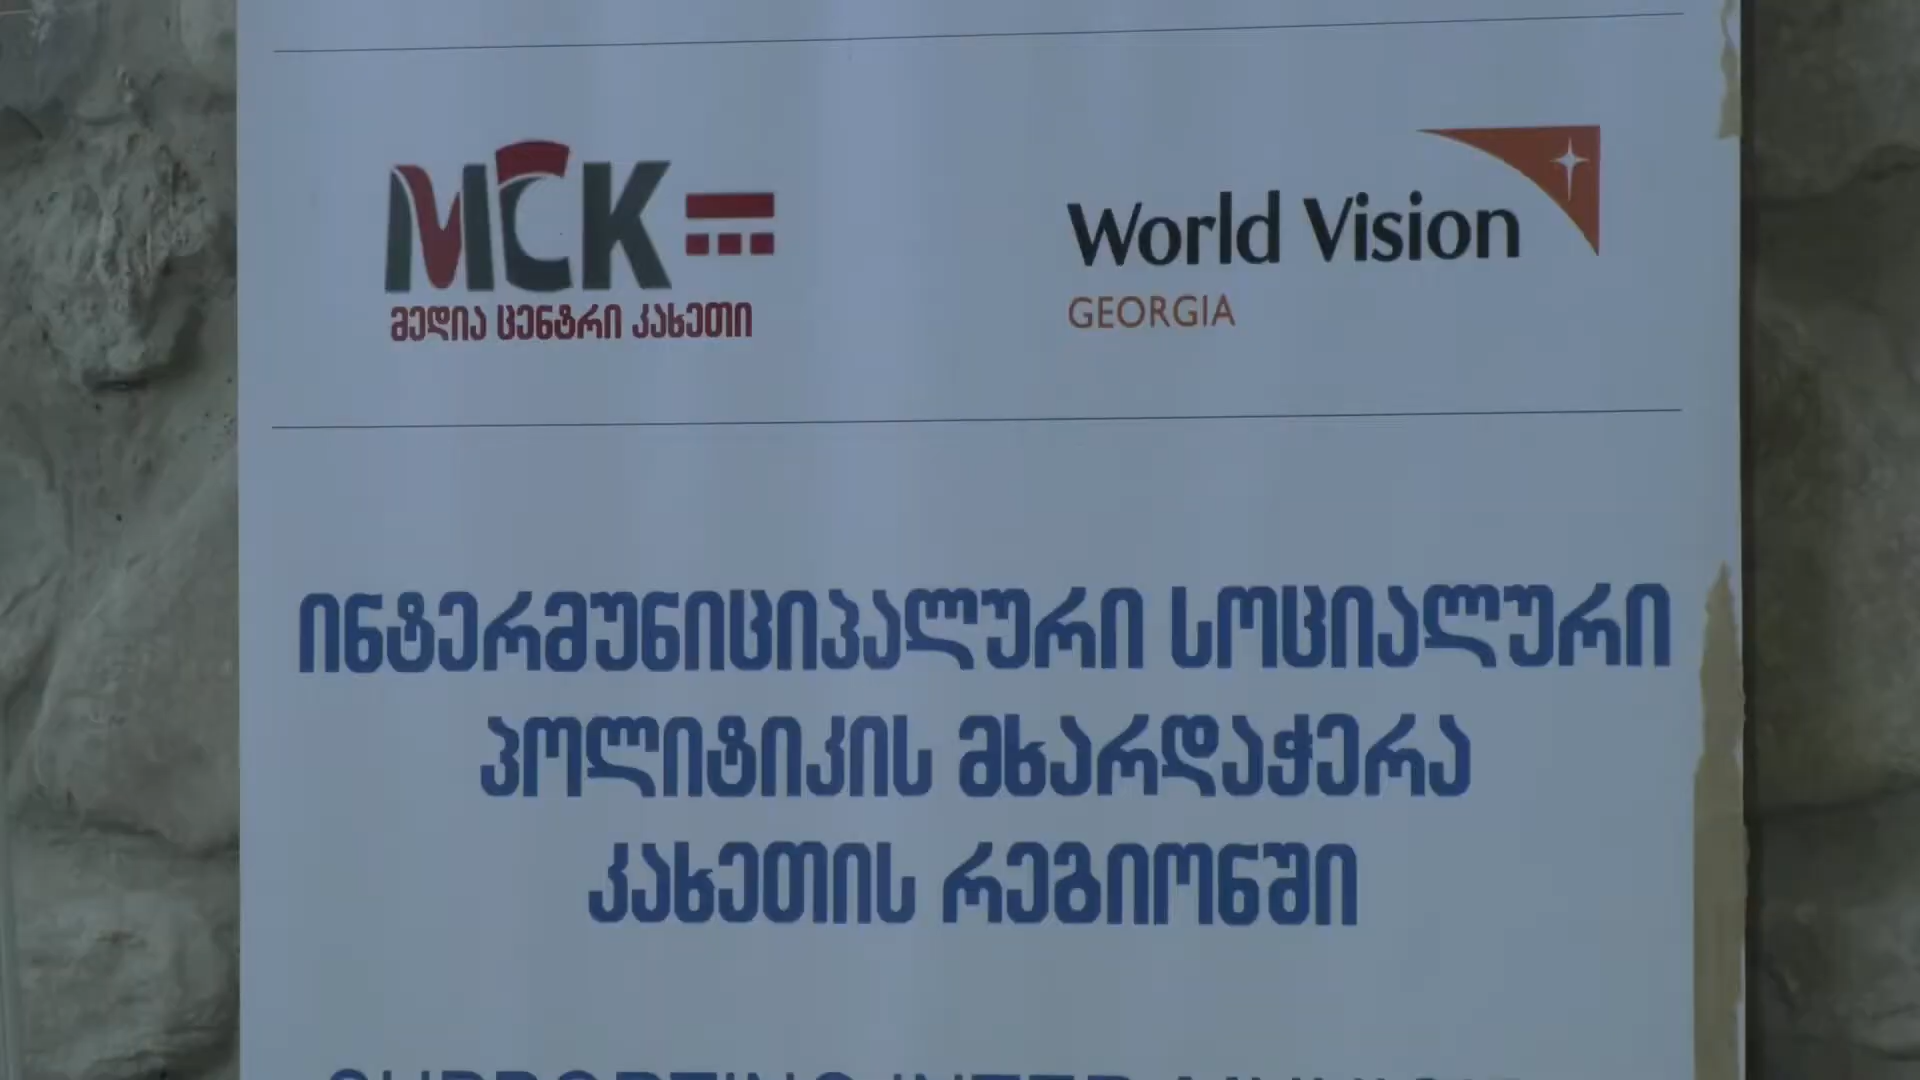 MCK
მედია ცენტრი კახეთი
World Vision
GEORGIA
ინტერმუნიციპალური სოციალური
პოლიტიკის მხარდაჭერა
კახეთის რეგიონში